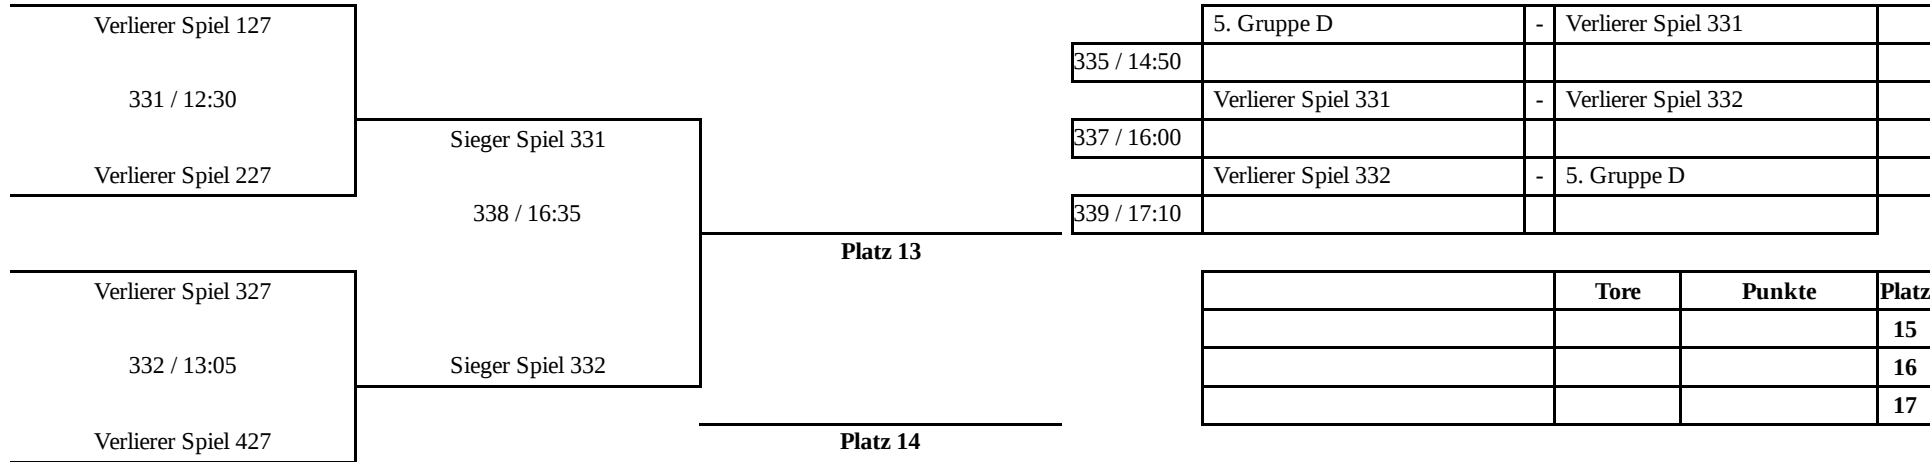 Verlierer Spiel 127
331 / 12:30
Verlierer Spiel 227
Sieger Spiel 331
338 / 16:35
Sieger Spiel 332
Verlierer Spiel 327
332 / 13:05
Verlierer Spiel 427
Platz 13
Platz 14
5. Gruppe D - Verlierer Spiel 331
335 / 14:50
Verlierer Spiel 331 - Verlierer Spiel 332
337 / 16:00
Verlierer Spiel 332 - 5. Gruppe D
339 / 17:10
Tore Punkte Platz
15
16
17